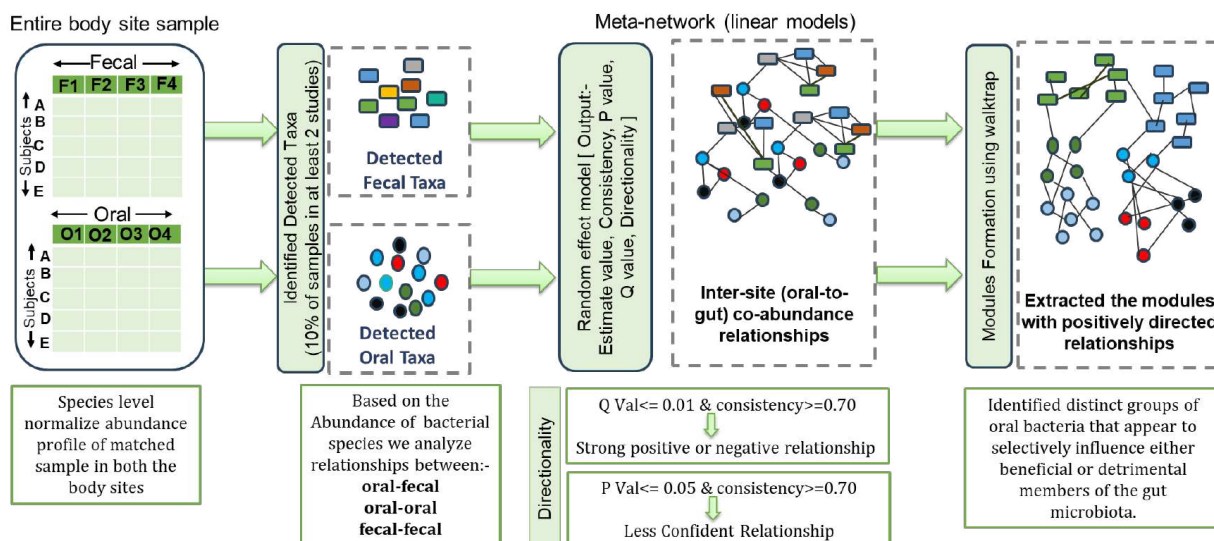 Entire body site sample
Fecal
F1 F2 F3 F4
Subjects
A
B
C
D
E
Oral
O1 O2 O3 O4
Subjects
A
B
C
D
E
Species level
normalize abundance
profile of matched
sample in both the
body sites
Identified Detected Taxa
(10% of samples in at least 2 studies)
Detected
Fecal Taxa
Detected
Oral Taxa
Based on the
Abundance of bacterial
species we analyze
relationships between:-
oral-fecal
oral-oral
fecal-fecal
Meta-network (linear models)
Random effect model [ Output:-
Estimate value, Consistency, P value,
Q value, Directionality ]
Inter-site (oral-to-
gut) co-abundance
relationships
Directionality
Q Val<= 0.01 & consistency>=0.70
Strong positive or negative relationship
P Val<= 0.05 & consistency>=0.70
Less Confident Relationship
Modules Formation using walktrap
Extracted the modules
with positively directed
relationships
Identified distinct groups of
oral bacteria that appear to
selectively influence either
beneficial or detrimental
members of the gut
microbiota.